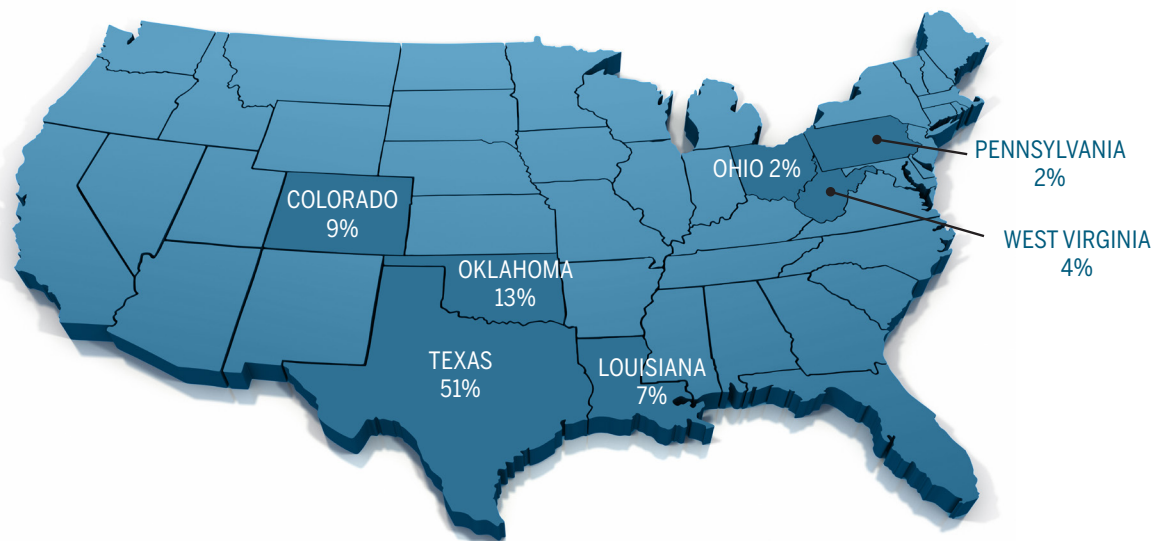 OHIO 2%
PENNSYLVANIA
2%
COLORADO
9%
WEST VIRGINIA
4%
OKLAHOMA
13%
TEXAS
51%
LOUISIANA
7%